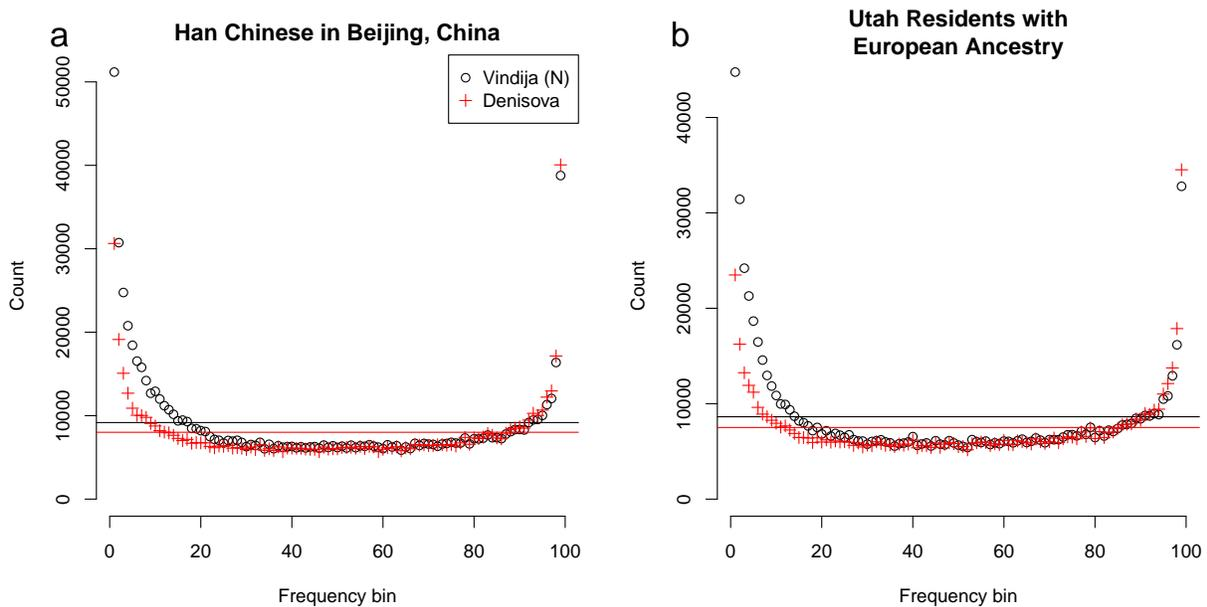 a
Han Chinese in Beijing, China
Vindija (N)
Denisova
Count
50000
40000
30000
20000
10000
0
0 20 40 60 80 100
Frequency bin
b
Utah Residents with
European Ancestry
Count
40000
30000
20000
10000
0
0 20 40 60 80 100
Frequency bin